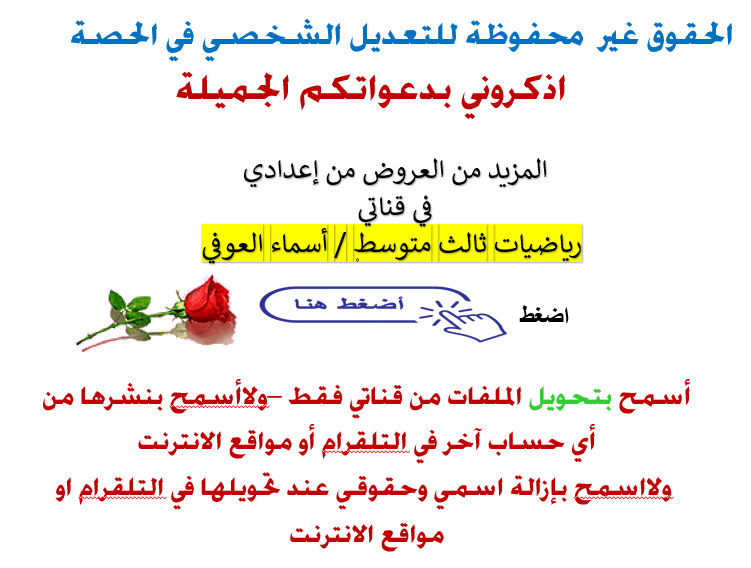 الحقوق غير محفوظة للتعديل الشخصي في الحصة
اذكروني بدعواتكم الجميلة
المزيد من العروض من إعدادي
في قناتي
رياضيات ثالث متوسط / أسماء العوفي
اضغط
أضغط هنا
أسمح بتحويل الملفات من قناتي فقط –ولاأسمح بنشرها من
أي حساب آخر في التلقرام أو مواقع الانترنت
ولااسمح بإزالة اسمي وحقوقي عند تحويلها في التلقرام او
مواقع الانترنت